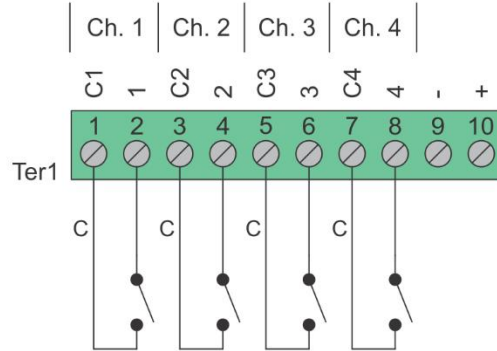 Ch. 1 Ch. 2 Ch. 3 Ch. 4
C1 1 C2 2 C3 3 C4 4 - +
1 2 3 4 5 6 7 8 9 10
Ter1
C C C C